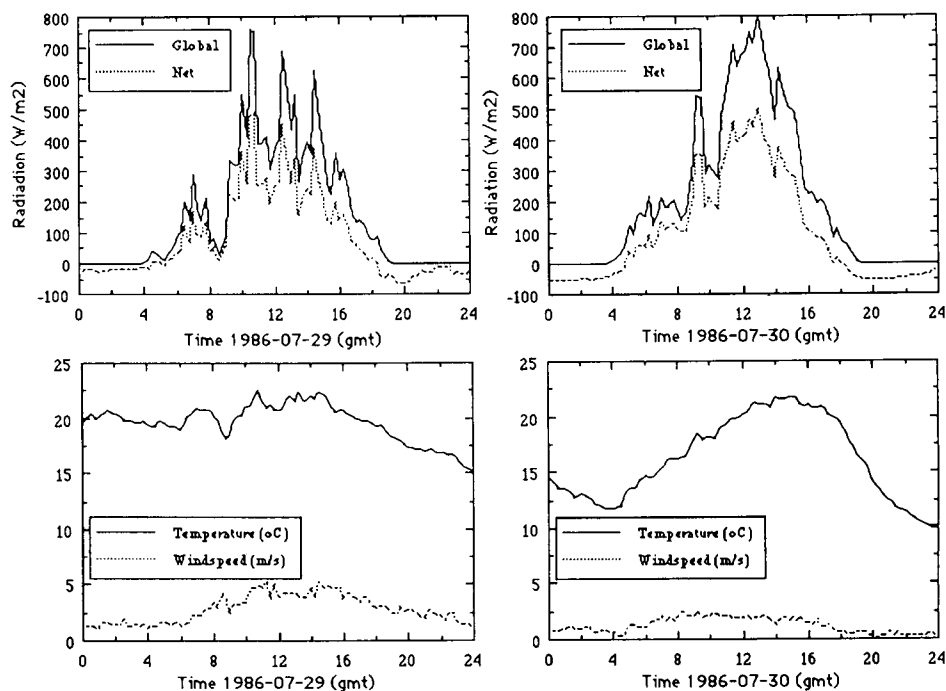 800
700
600
500
400
300
200
100
0
-100
Radiadion (W/m2)
Global
Net
0 4 8 12 16 20 24
Time 1986-07-29 (gmt)
800
700
600
500
400
300
200
100
0
-100
Radiation (W/m2)
Global
Net
0 4 8 12 16 20 24
Time 1986-07-30 (gmt)
25
20
15
10
5
0
Temperature (oC)
Windspeed (m/s)
0 4 8 12 16 20 24
Time 1986-07-29 (gmt)
25
20
15
10
5
0
Temperature (oC)
Windspeed (m/s)
0 4 8 12 16 20 24
Time 1986-07-30 (gmt)